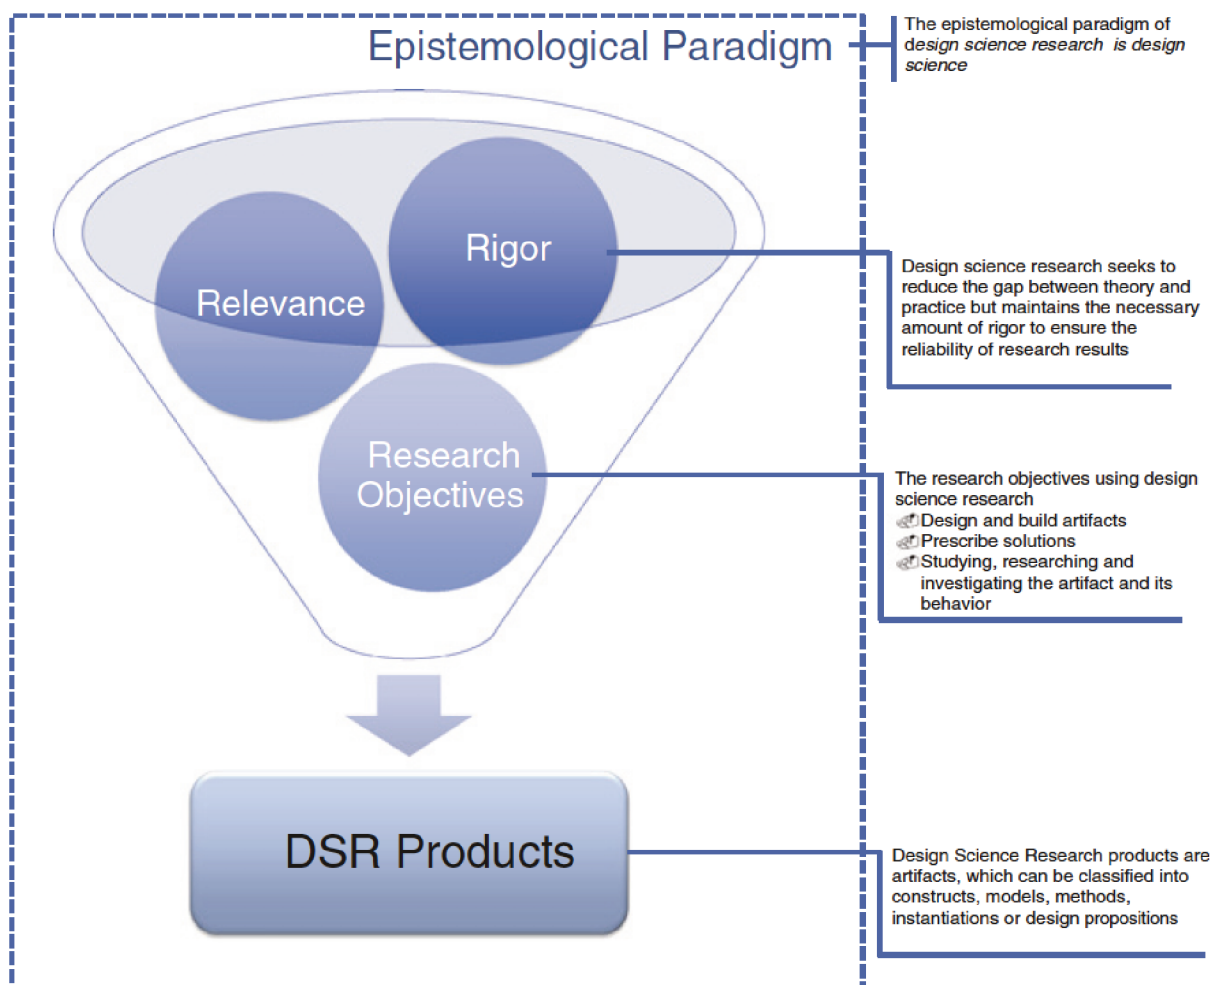 Epistemological Paradigm
The epistemological paradigm of
design science research is design
science
Rigor
Relevance
Design science research seeks to
reduce the gap between theory and
practice but maintains the necessary
amount of rigor to ensure the
reliability of research results
Research
Objectives
The research objectives using design
science research
Design and build artifacts
Prescribe solutions
Studying, researching and
investigating the artifact and its
behavior
DSR Products
Design Science Research products are
artifacts, which can be classified into
constructs, models, methods,
instantiations or design propositions